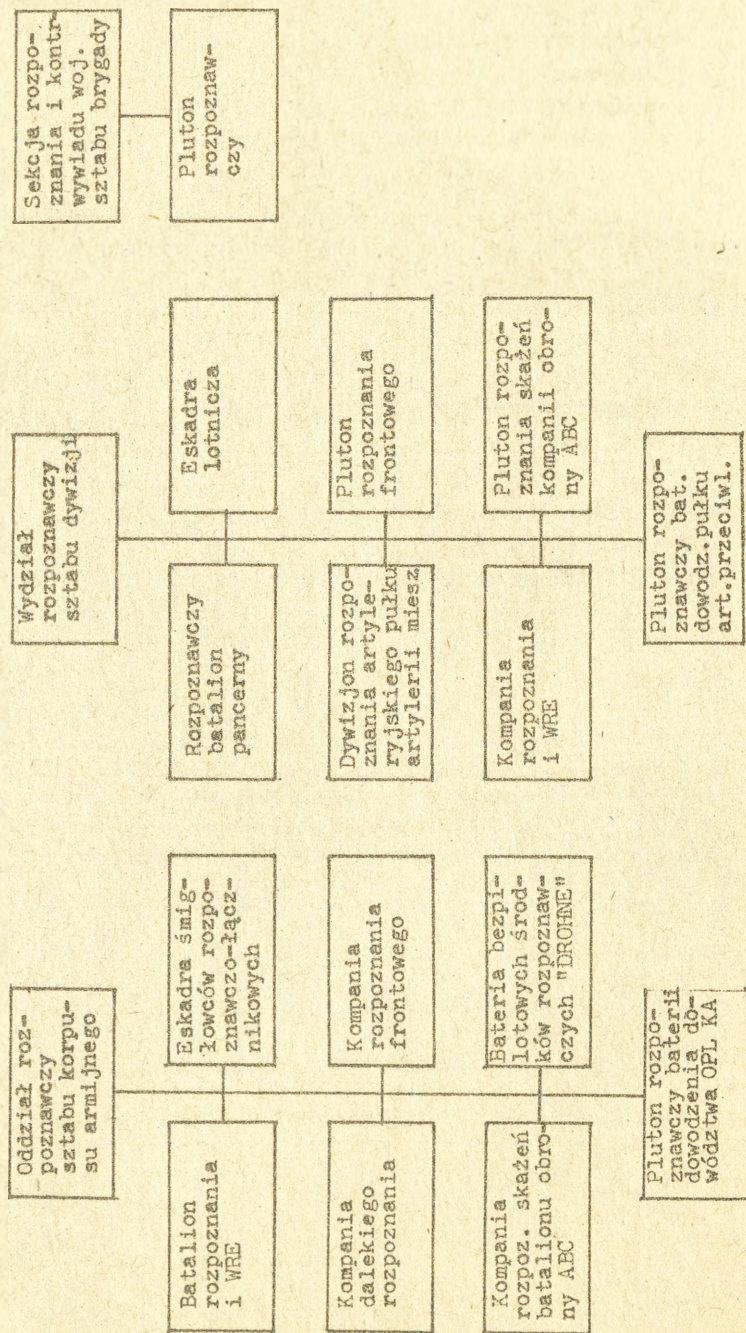 Oddział roz-
poznawczy
sztabu korpu-
su armijnego
Batalion
rozpoznania
i WRE
Eskadra śmig-
łowców rozpo-
znawczo-łącz-
nikowych
Kompania
dalekiego
rozpoznania
Kompania
rozpoznania
frontowego
Kompania
rozpoz. skażeń
batalionu obro-
ny ABC
Bateria bezpi-
lotowych środ-
ków rozpoznaw-
czych "DROHNE"
Pluton rozpo-
znawczy baterii
dowodzenia do-
wództwa OPL KA
Wydział
rozpoznawczy
sztabu dywizji
Rozpoznawczy
batalion
pancerny
Eskadra
lotnicza
Dywizjon rozpo-
znania artyle-
ryjskiego pułku
artylerii miesz
Pluton
rozpoznania
frontowego
Kompania
rozpoznania
i WRE
Pluton rozpo-
znania skażeń
kompanii obro-
ny ABC
Pluton rozpo-
znawczy bat.
dowodz.pułku
art.przeciwl.
Sekcja rozpo-
znania i kontr-
wywiadu woj.
sztabu brygady
Pluton
rozpoznaw-
czy